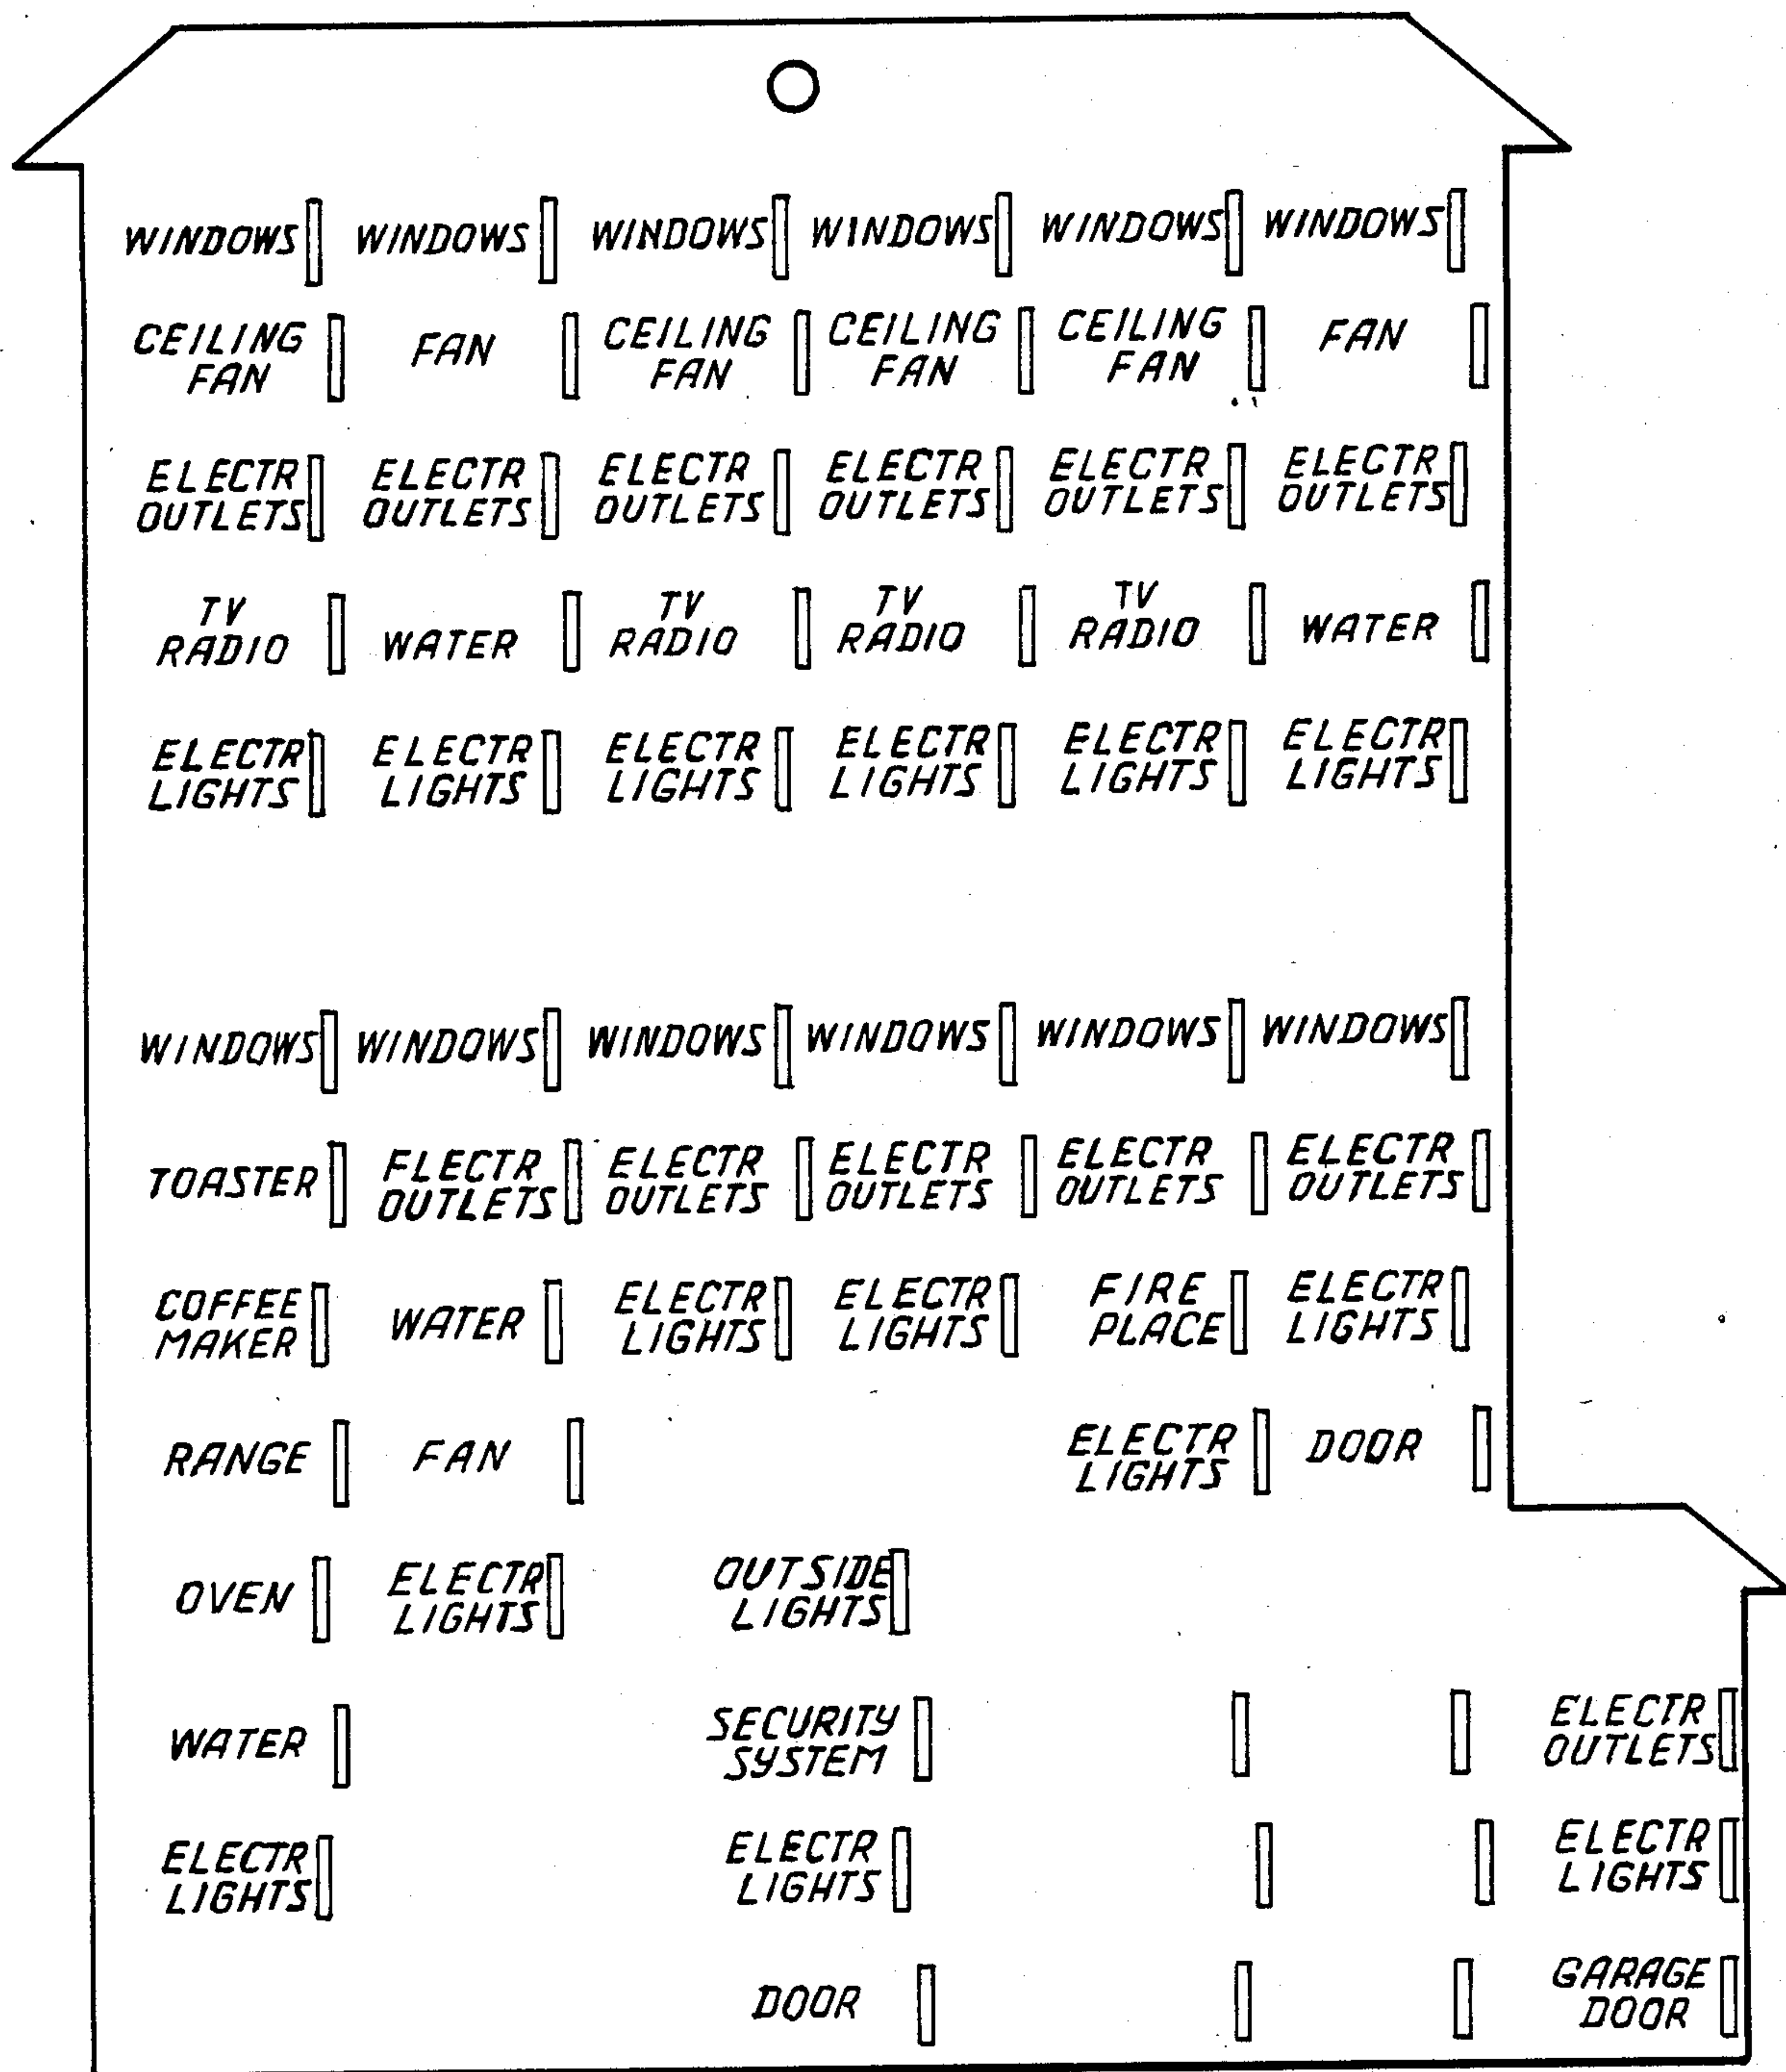 WINDOWS WINDOWS WINDOWS WINDOWS WINDOWS WINDOWS
CEILING FAN CEILING CEILING CEILING FAN
FAN FAN FAN FAN
ELECTR ELECTR ELECTR ELECTR ELECTR ELECTR
OUTLETS OUTLETS OUTLETS OUTLETS OUTLETS OUTLETS
TV TV TV TV
RADIO WATER RADIO RADIO RADIO WATER
ELECTR ELECTR ELECTR ELECTR ELECTR ELECTR
LIGHTS LIGHTS LIGHTS LIGHTS LIGHTS LIGHTS
WINDOWS WINDOWS WINDOWS WINDOWS WINDOWS WINDOWS
TOASTER FLECTR ELECTR ELECTR ELECTR ELECTR
OUTLETS OUTLETS OUTLETS OUTLETS OUTLETS
COFFEE WATER ELECTR ELECTR FIRE ELECTR
MAKER LIGHTS LIGHTS PLACE LIGHTS
RANGE FAN ELECTR DOOR
LIGHTS
OVEN ELECTR OUTSIDE
LIGHTS LIGHTS
WATER SECURITY ELECTR
SYSTEM OUTLETS
ELECTR ELECTR ELECTR
LIGHTS LIGHTS LIGHTS
DOOR GARAGE
DOOR